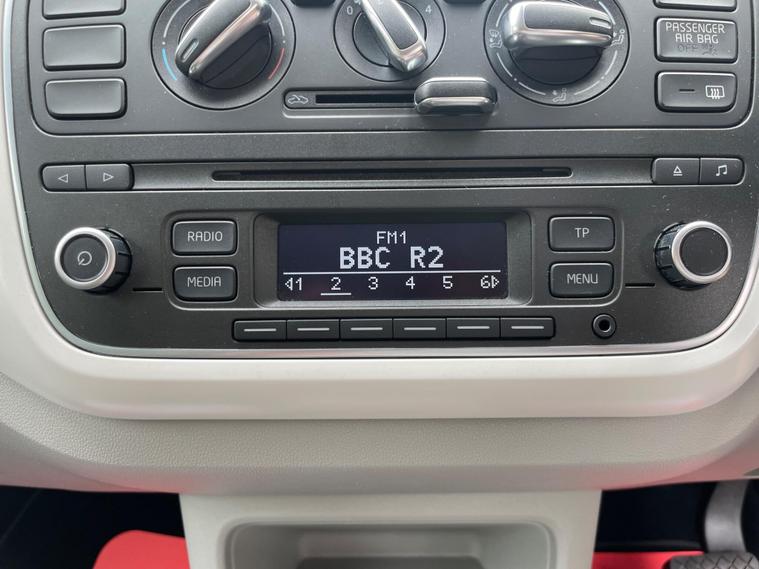 0 4
PASSENGER
AIR BAG
OFF
RADIO
MEDIA
FM1
BBC R2
1 2 3 4 5 6
TP
MENU